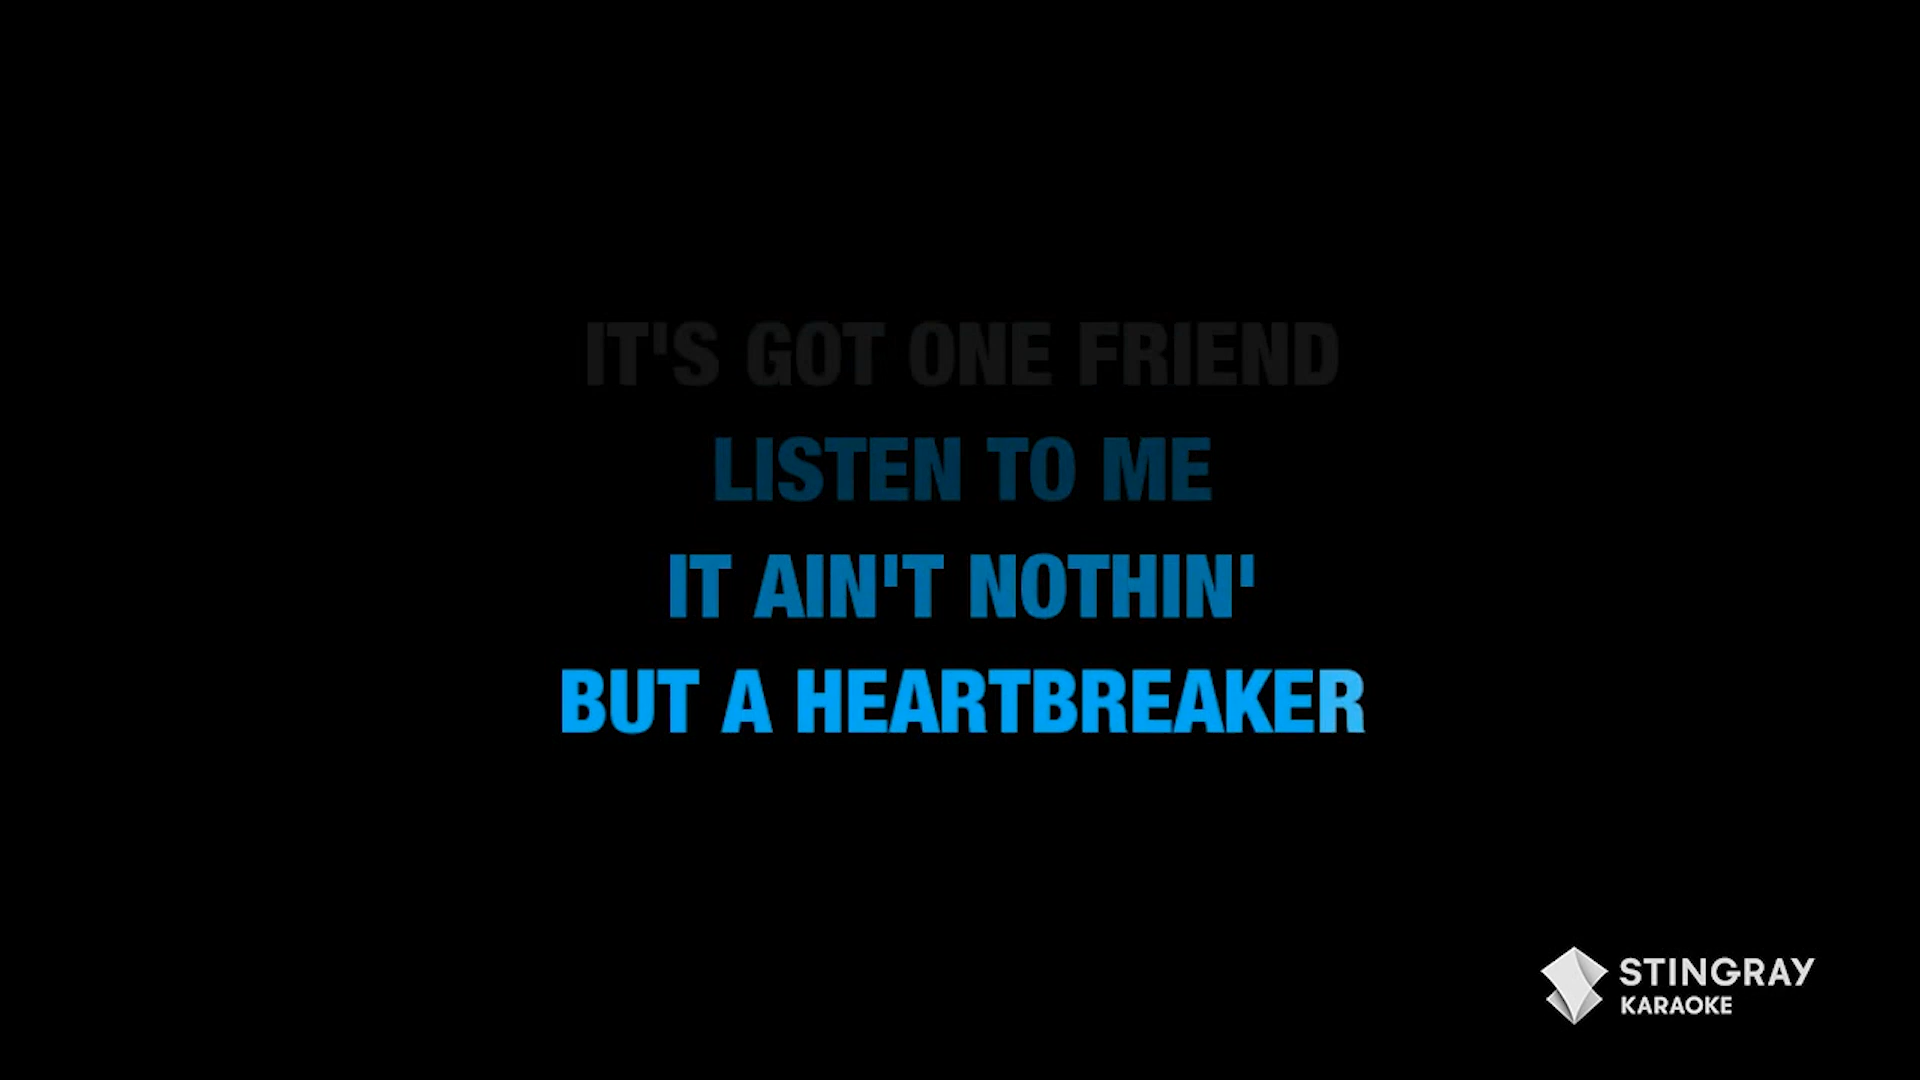 IT'S GOT ONE FRIEND
LISTEN TO ME
IT AIN'T NOTHIN'
BUT A HEARTBREAKER
STINGRAY
KARAOKE